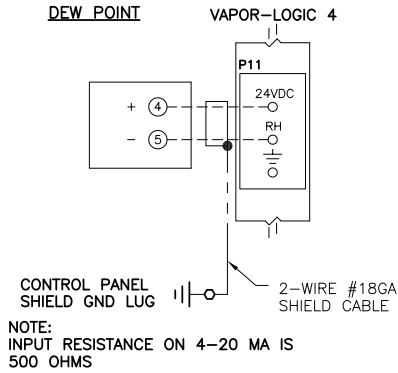 DEW POINT
VAPOR-LOGIC 4
P11
24VDC
+ 4
RH
- 5
CONTROL PANEL
SHIELD GND LUG
2-WIRE #18GA
SHIELD CABLE
NOTE:
INPUT RESISTANCE ON 4-20 MA IS
500 OHMS